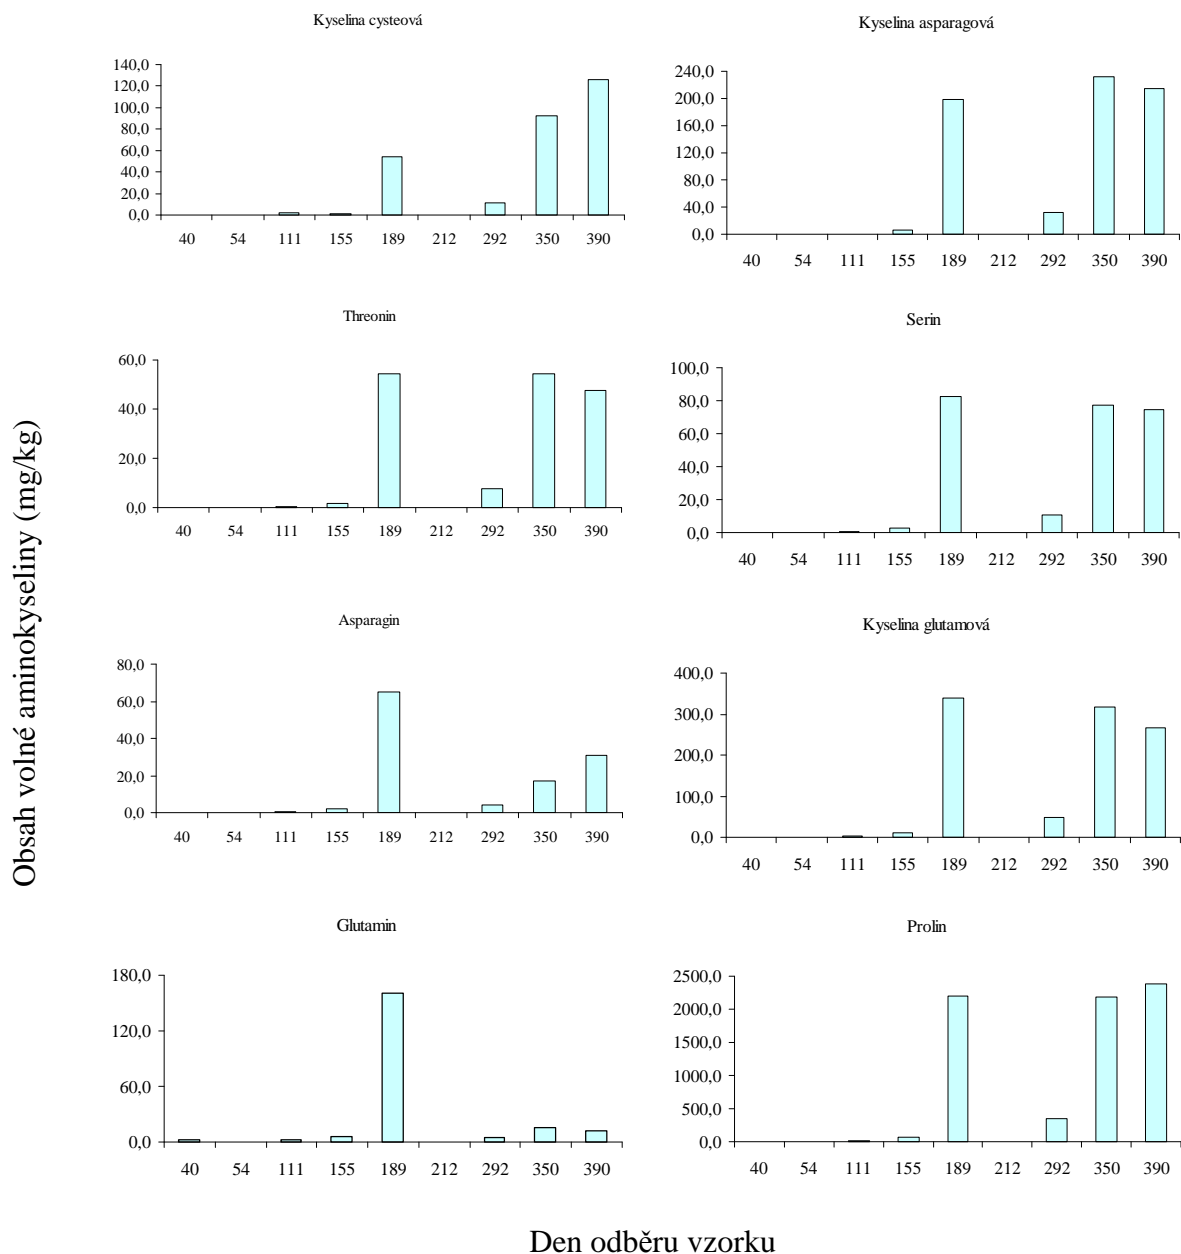 Kyselina cysteová
140,0
120,0
100,0
80,0
60,0
40,0
20,0
0,0
40 54 111 155 189 212 292 350 390
Kyselina asparagová
240,0
200,0
160,0
120,0
80,0
40,0
0,0
40 54 111 155 189 212 292 350 390
Threonin
60,0
40,0
20,0
0,0
40 54 111 155 189 212 292 350 390
Serin
100,0
80,0
60,0
40,0
20,0
0,0
40 54 111 155 189 212 292 350 390
Obsah volné aminokyseliny (mg/kg)
Asparagin
80,0
60,0
40,0
20,0
0,0
40 54 111 155 189 212 292 350 390
Kyselina glutamová
400,0
300,0
200,0
100,0
0,0
40 54 111 155 189 212 292 350 390
Glutamin
180,0
120,0
60,0
0,0
40 54 111 155 189 212 292 350 390
Prolin
2500,0
2000,0
1500,0
1000,0
500,0
0,0
40 54 111 155 189 212 292 350 390
Den odběru vzorku